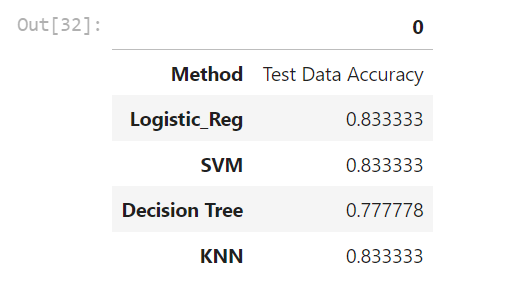 Out[32]:
0
Method Test Data Accuracy
Logistic_Reg 0.833333
SVM 0.833333
Decision Tree 0.777778
KNN 0.833333